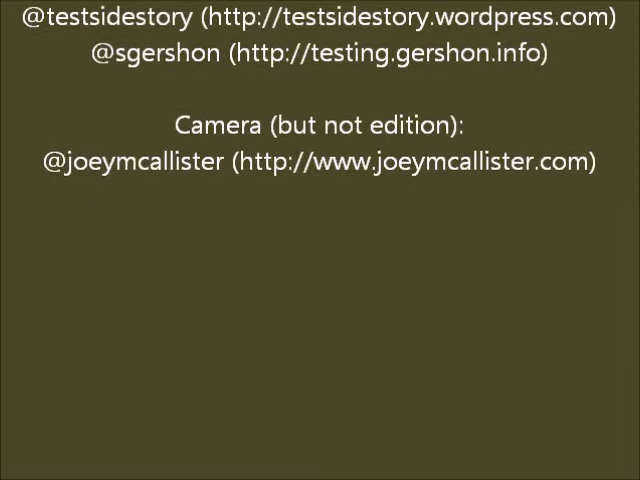 @testsidestory (http://testsidestory.wordpress.com)
@sgershon (http://testing.gershon.info)
Camera (but not edition):
@joeymcallister (http://www.joeymcallister.com)